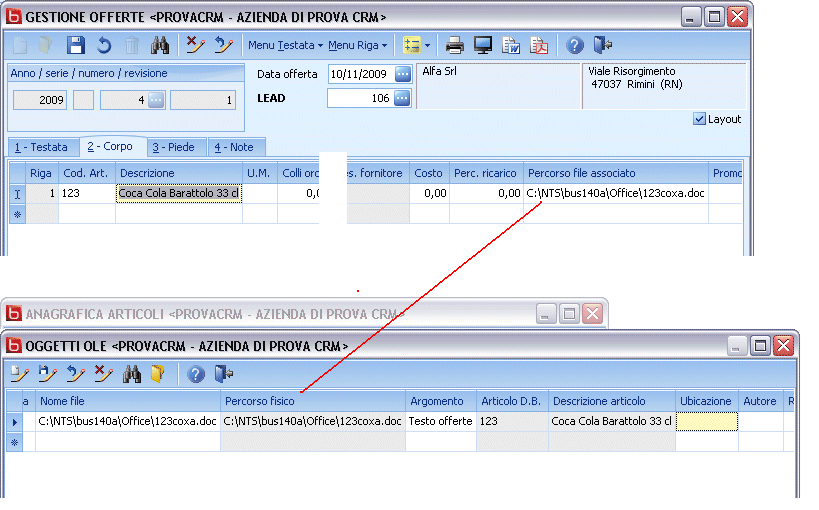 GESTIONE OFFERTE <PROVACRM - AZIENDA DI PROVA CRM>
Menu Testata Menu Riga
Anno / serie / numero / revisione
Data offerta 10/11/2009 Alfa Srl Viale Risorgimento
47037 Rimini (RN)
2009 4 1 LEAD 106
Layout
1 - Testata 2 - Corpo 3 - Piede 4 - Note
Riga Cod. Art. Descrizione U.M. Colli es. fornitore Costo Perc. ricarico Percorso file associato
1 123 Coca Cola Barattolo 33 cl 0,00 0,00 C:\NTS\bus140a\Office\123coxa.doc
ANAGRAFICA ARTICOLI <PROVACRM - AZIENDA DI PROVA CRM>
OGGETTI OLE <PROVACRM - AZIENDA DI PROVA CRM>
a Nome file Percorso fisico Argomento Articolo D.B. Descrizione articolo Ubicazione Autore R
C:\NTS\bus140a\Office\123coxa.doc C:\NTS\bus140a\Office\123coxa.doc Testo offerte 123 Coca Cola Barattolo 33 cl